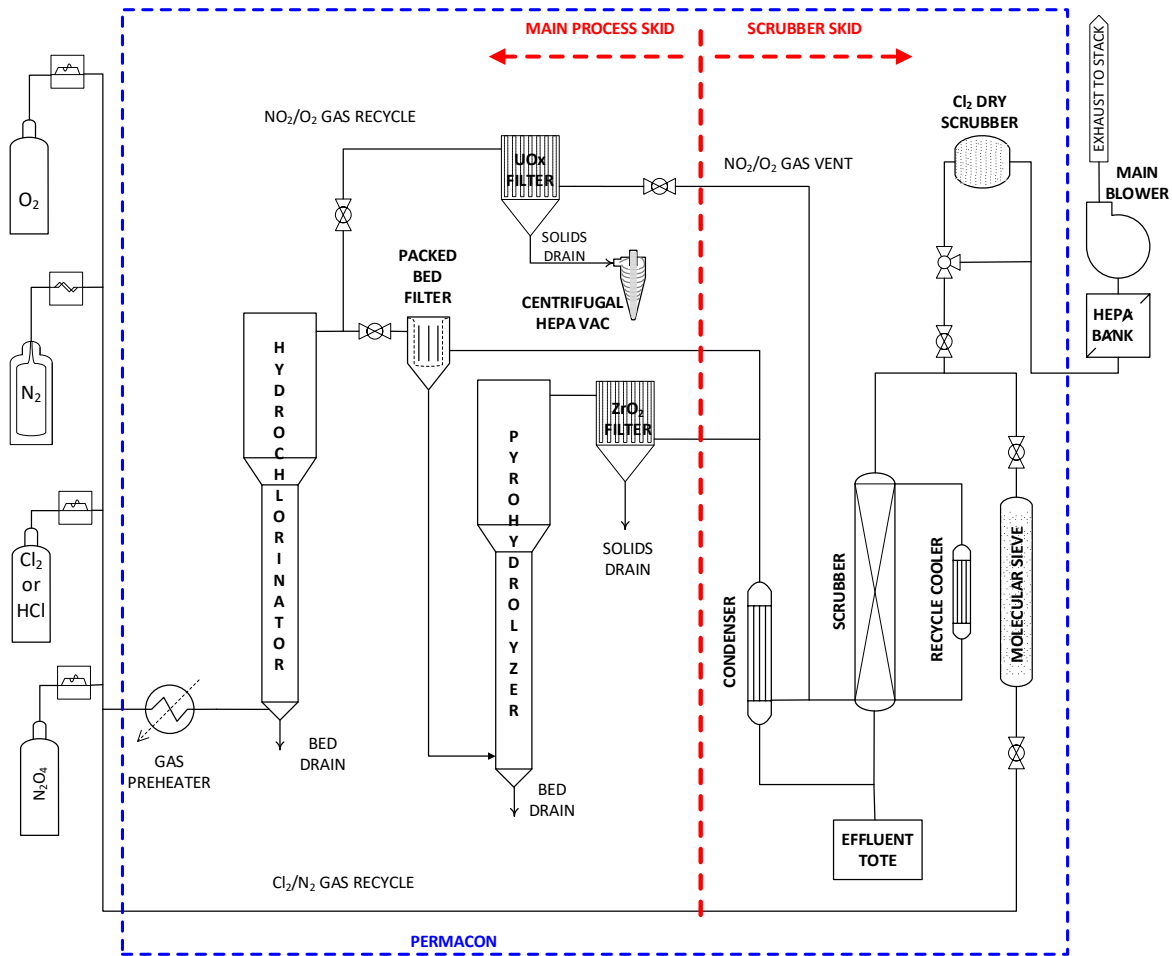 MAIN PROCESS SKID
SCRUBBER SKID
EXHAUST TO STACK
O₂
NO₂/O₂ GAS RECYCLE
Cl₂ DRY
SCRUBBER
UOx
FILTER
NO₂/O₂ GAS VENT
MAIN
BLOWER
SOLIDS
DRAIN
PACKED
BED
FILTER
CENTRIFUGAL
HEPA VAC
HEPA
BANK
N₂
HYDROCHLORINATOR
PYROHYDROLYZER
ZrO₂
FILTER
SOLIDS
DRAIN
Cl₂
or
HCl
CONDENSER
SCRUBBER
RECYCLE COOLER
MOLECULAR SIEVE
N₂O₄
GAS
PREHEATER
BED
DRAIN
BED
DRAIN
EFFLUENT
TOTE
Cl₂/N₂ GAS RECYCLE
PERMACON